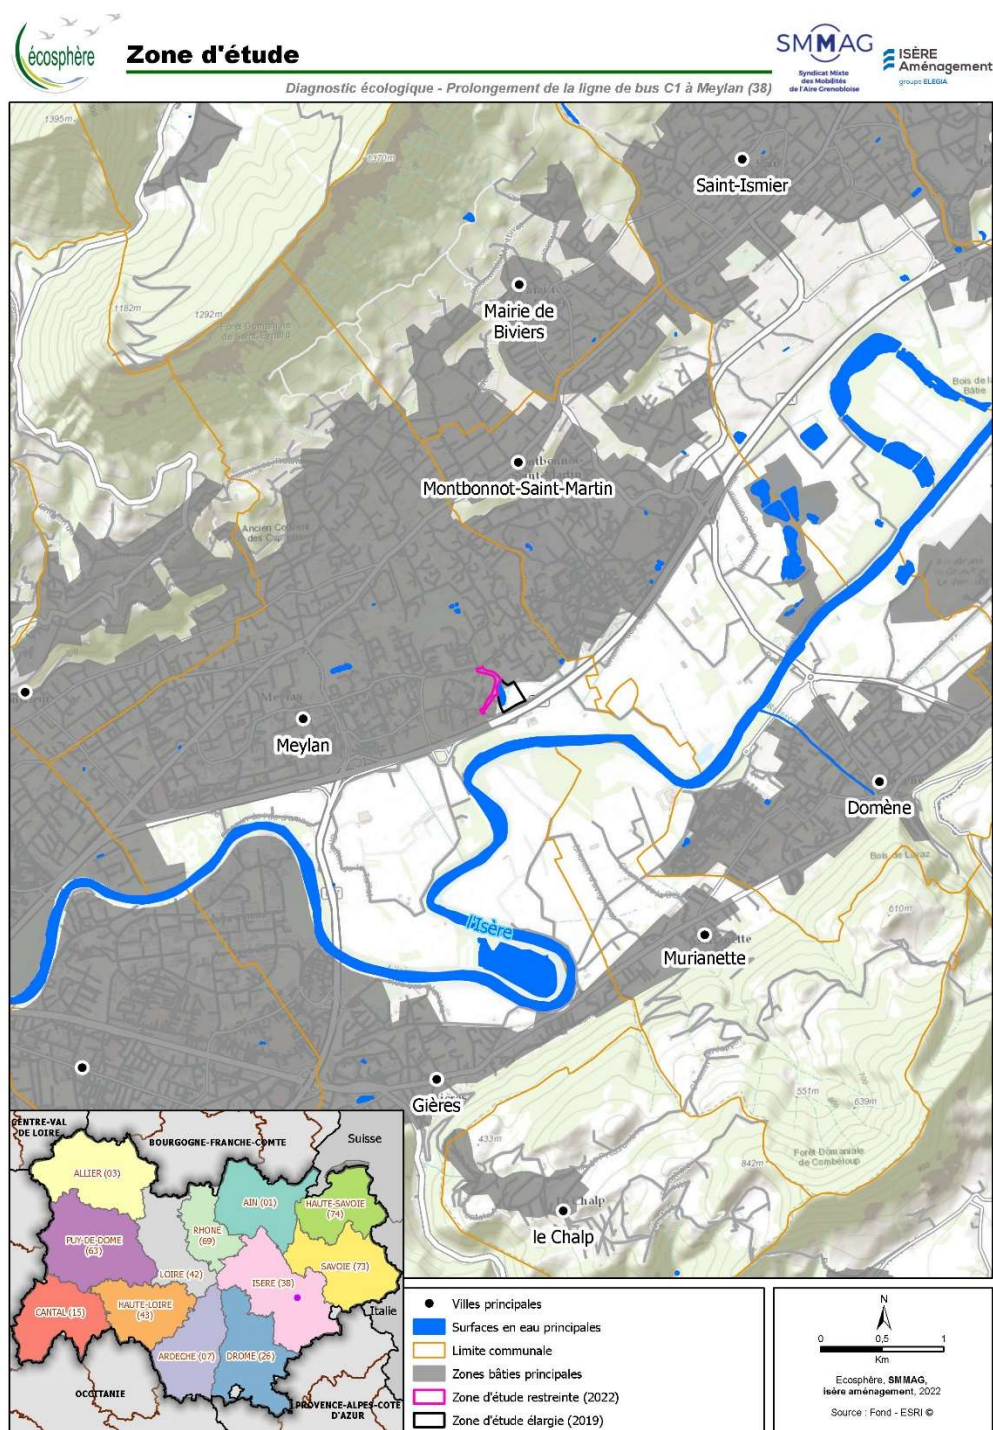 écosphère
Zone d'étude
SMMAG
Syndicat Mixte
des Mobilités
de l'Aire Grenobloise
ISÈRE
Aménagement
groupe ELEGIA
Diagnostic écologique - Prolongement de la ligne de bus C1 à Meylan (38)
1395m
1370m
Saint-Ismier
1182m
1292m
Forêt Domaniale
de Saint-Eynard
Mairie de
Biviers
Bois de la
Bâtie
Montbonnot-Saint-Martin
Ancien Couvent
des
Meylan
Domène
Bois de
610m
l'Isère
Murianette
Gières
551m
639m
700
433m
842m
Forêt Domaniale
de Combeloup
le Chalp
CENTRE-VAL
DE LOIRE
BOURGOGNE-FRANCHE-COMTE
Suisse
ALLIER (03)
AIN (01)
HAUTE-SAVOIE
(74)
PUY-DE-DOME
(63)
RHONE
(69)
LOIRE (42)
ISERE (38)
SAVOIE (73)
CANTAL (15)
HAUTE-LOIRE
(43)
Italie
ARDECHE (07)
DROME (26)
OCCITANIE
PROVENCE-ALPES-COTE
D'AZUR
Villes principales
Surfaces en eau principales
Limite communale
Zones bâties principales
Zone d'étude restreinte (2022)
Zone d'étude élargie (2019)
N
0 0,5 1
Km
Ecosphère, SMMAG,
isère aménagement, 2022
Source : Fond - ESRI ©